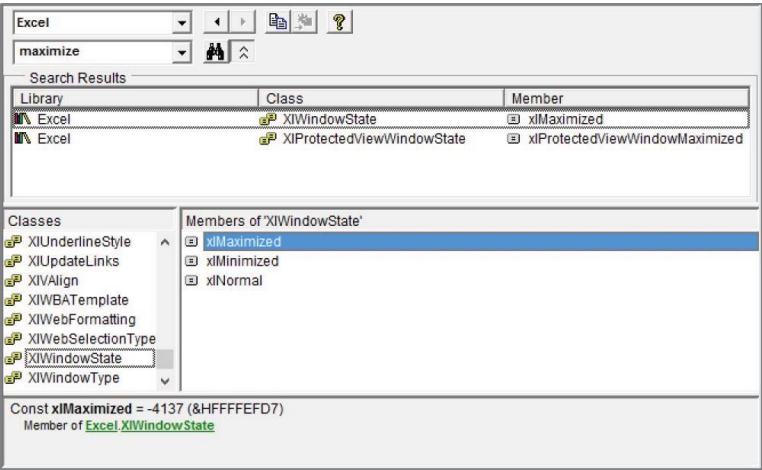 Excel
maximize
Search Results
Library Class Member
Excel XlWindowState xlMaximized
Excel XlProtectedViewWindowState xlProtectedViewWindowMaximized
Classes
XlUnderlineStyle
XlUpdateLinks
XlVAlign
XlWBATemplate
XlWebFormatting
XlWebSelectionType
XlWindowState
XlWindowType
Members of 'XlWindowState'
xlMaximized
xlMinimized
xlNormal
Const xlMaximized = -4137 (&HFFFFEFD7)
Member of Excel.XlWindowState